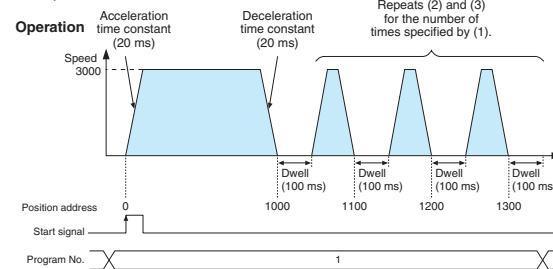 Operation
Acceleration
time constant
(20 ms)
Deceleration
time constant
(20 ms)
Repeats (2) and (3)
for the number of
times specified by (1).
Speed
3000
Dwell
(100 ms)
Dwell
(100 ms)
Dwell
(100 ms)
Dwell
(100 ms
Position address 0 1000 1100 1200 1300
Start signal
Program No. 1